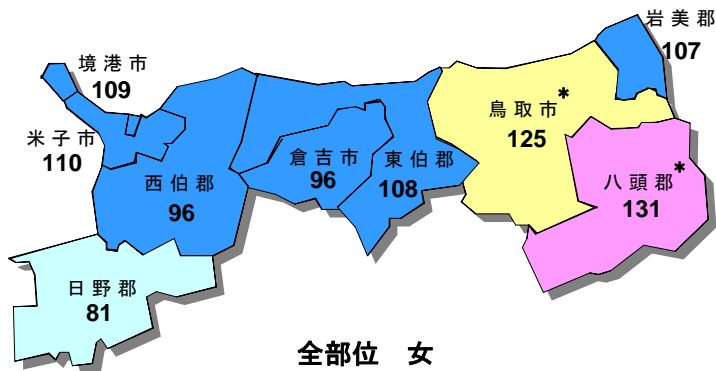 岩美郡
107
境港市
109
鳥取市*
125
米子市
110
倉吉市
96
東伯郡
108
八頭郡*
131
西伯郡
96
日野郡
81
全部位 女